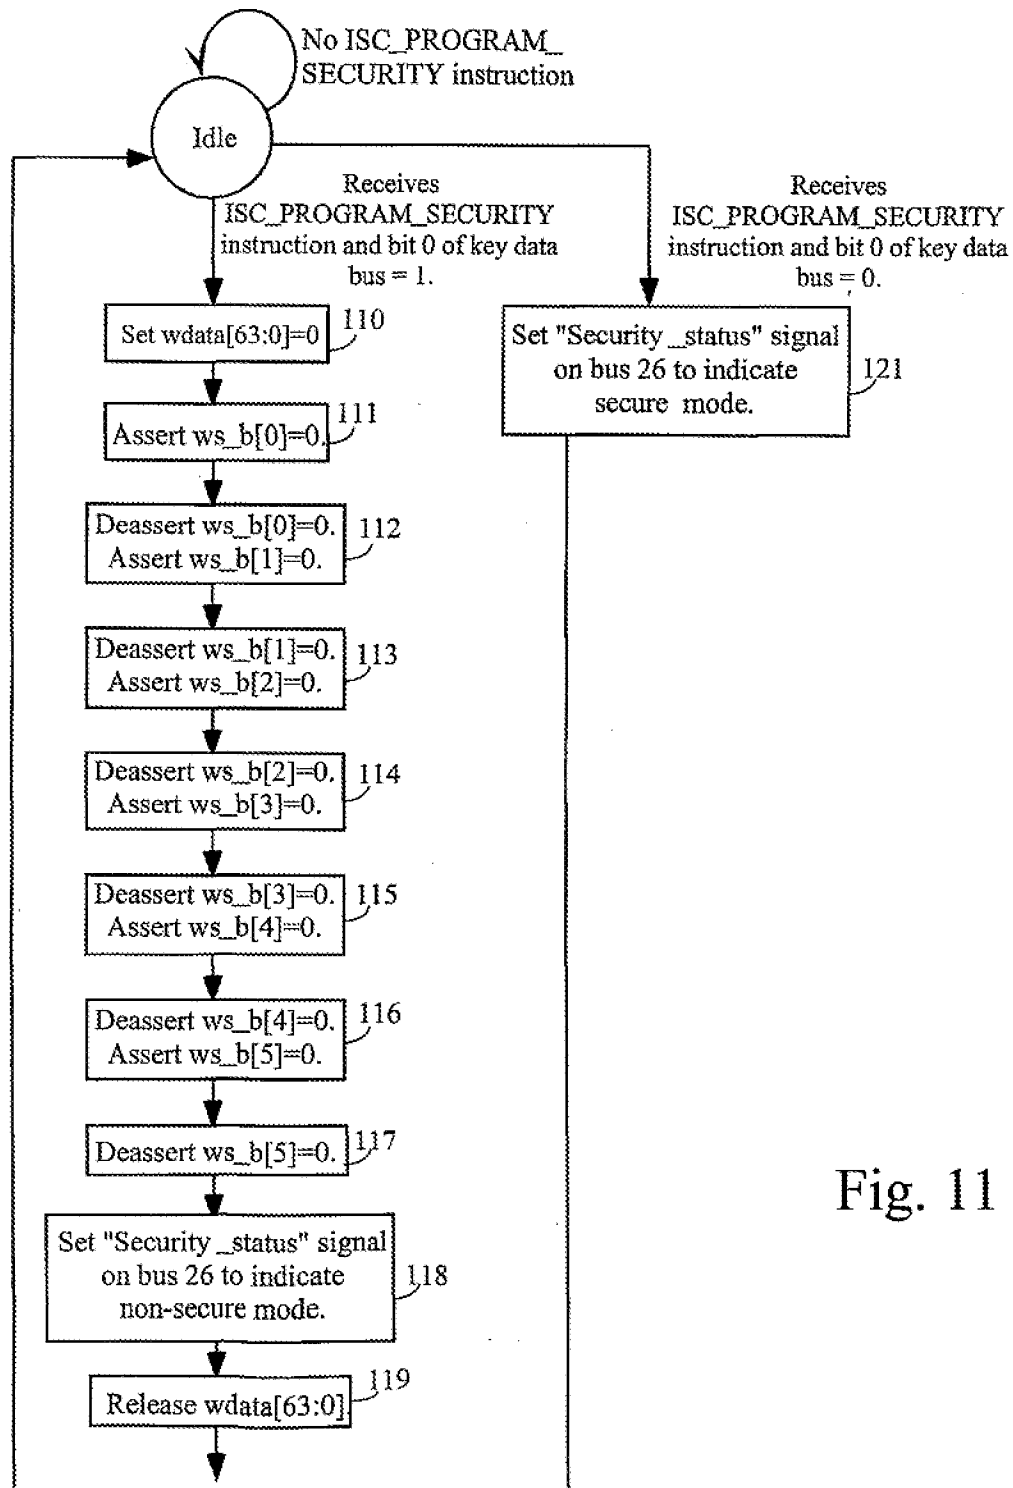 No ISC_PROGRAM_
SECURITY instruction
Idle
Receives
ISC_PROGRAM_SECURITY
instruction and bit 0 of key data
bus = 1.
Receives
ISC_PROGRAM_SECURITY
instruction and bit 0 of key data
bus = 0.
Set wdata[63:0]=0
110
Set "Security_status" signal
on bus 26 to indicate
secure mode.
121
Assert ws_b[0]=0.
111
Deassert ws_b[0]=0.
Assert ws_b[1]=0.
112
Deassert ws_b[1]=0.
Assert ws_b[2]=0.
113
Deassert ws_b[2]=0.
Assert ws_b[3]=0.
114
Deassert ws_b[3]=0.
Assert ws_b[4]=0.
115
Deassert ws_b[4]=0.
Assert ws_b[5]=0.
116
Deassert ws_b[5]=0.
117
Fig. 11
Set "Security_status" signal
on bus 26 to indicate
non-secure mode.
118
Release wdata[63:0]
119